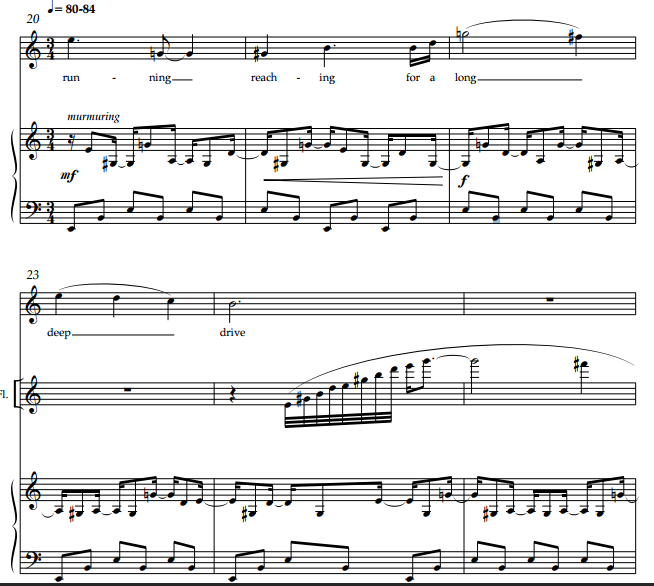 ♩= 80-84
20
run - ning
reach - ing for a long
murmuring
mf
f
23
deep drive
Fl.